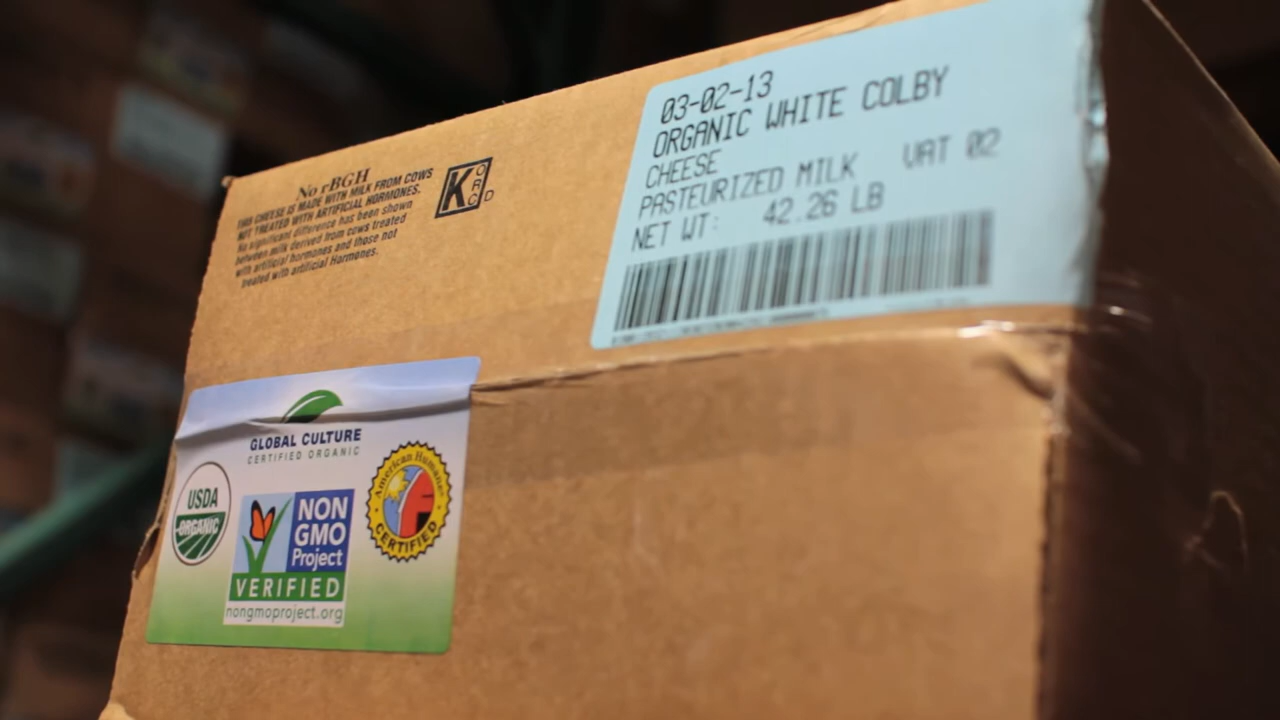 No rBGH
THIS CHEESE IS MADE WITH MILK FROM COWS
NOT TREATED WITH ARTIFICIAL HORMONES.
No significant difference has been shown
between milk derived from cows treated
with artificial hormones and those not
treated with artificial Hormones.
K
ORC
D
03-02-13
ORGANIC WHITE COLBY
CHEESE
PASTEURIZED MILK VAT 02
NET WT: 42.26 LB
GLOBAL CULTURE
CERTIFIED ORGANIC
USDA
ORGANIC
NON
GMO
Project
VERIFIED
nongmoproject.org
American Humane
CERTIFIED